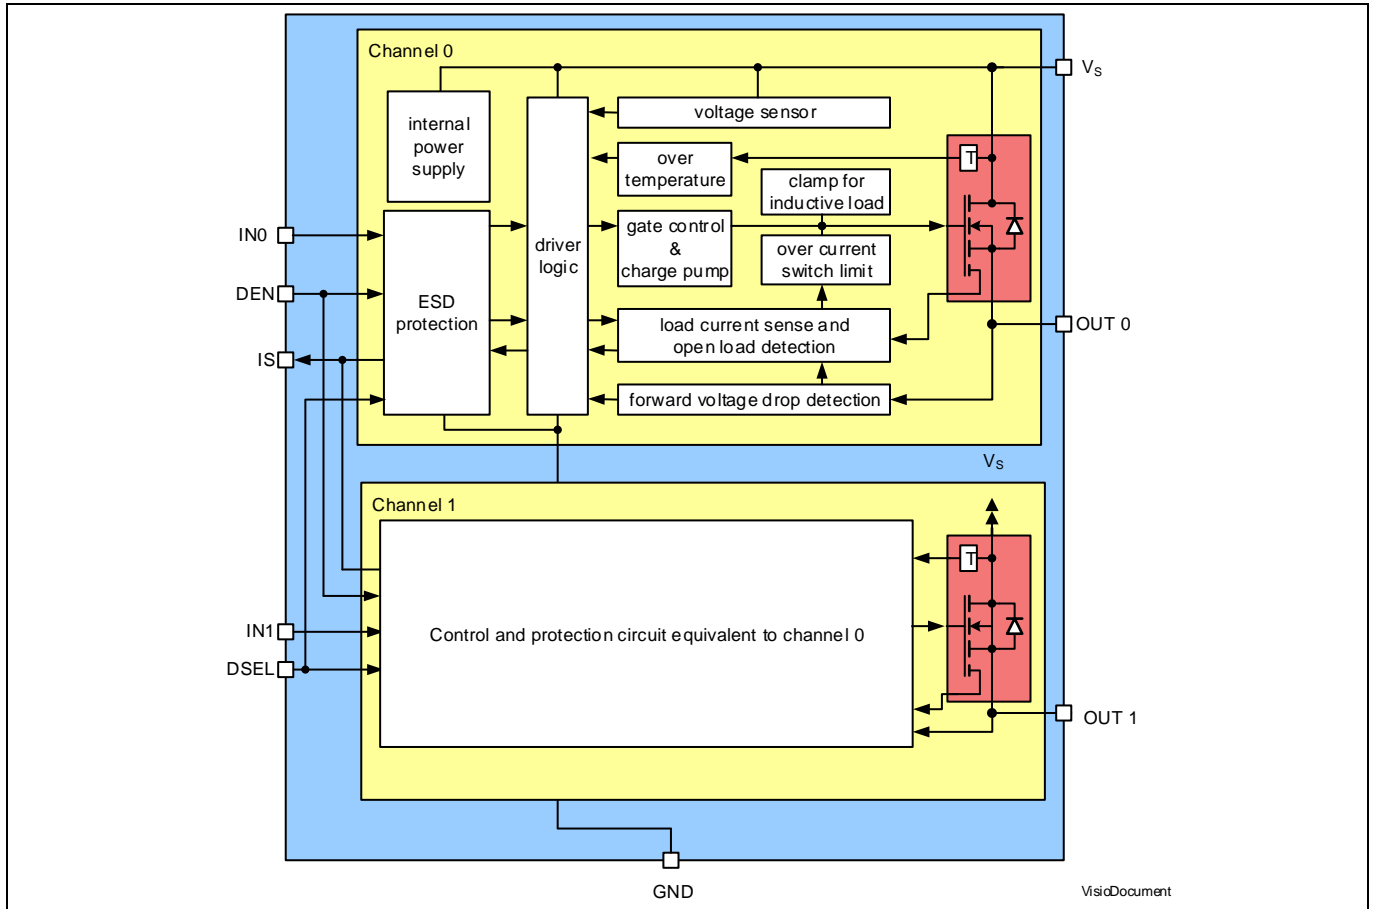 Channel 0
VS
internal
power
supply
voltage sensor
over
temperature
T
clamp for
inductive load
IN0
driver
logic
gate control
&
charge pump
over current
switch limit
DEN
ESD
protection
load current sense and
open load detection
OUT 0
IS
forward voltage drop detection
VS
Channel 1
T
IN1
Control and protection circuit equivalent to channel 0
DSEL
OUT 1
GND
VisioDocument